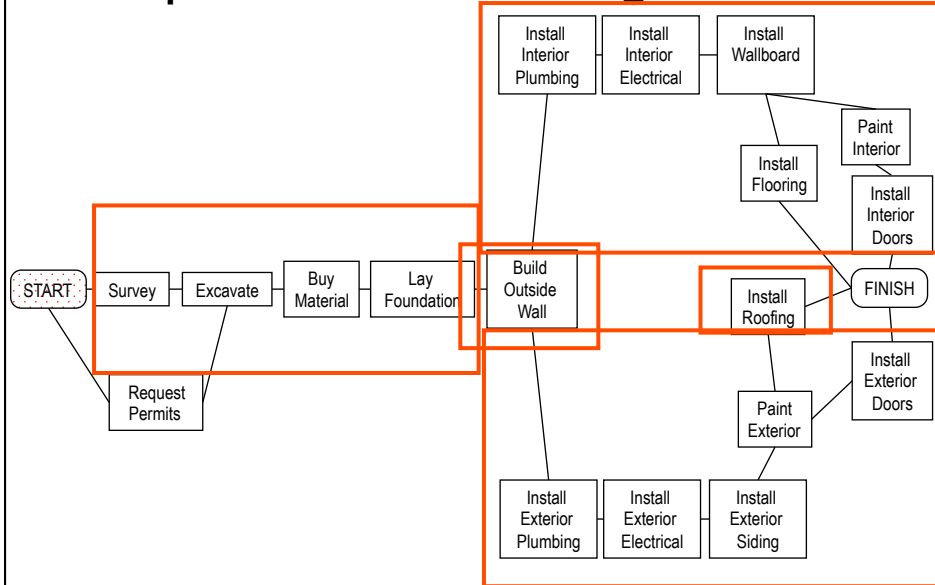 Install
Interior
Plumbing
Install
Interior
Electrical
Install
Wallboard
Paint
Interior
Install
Flooring
Install
Interior
Doors
START
Survey
Excavate
Buy
Material
Lay
Foundation
Build
Outside
Wall
Install
Roofing
FINISH
Request
Permits
Install
Exterior
Doors
Paint
Exterior
Install
Exterior
Plumbing
Install
Exterior
Electrical
Install
Exterior
Siding